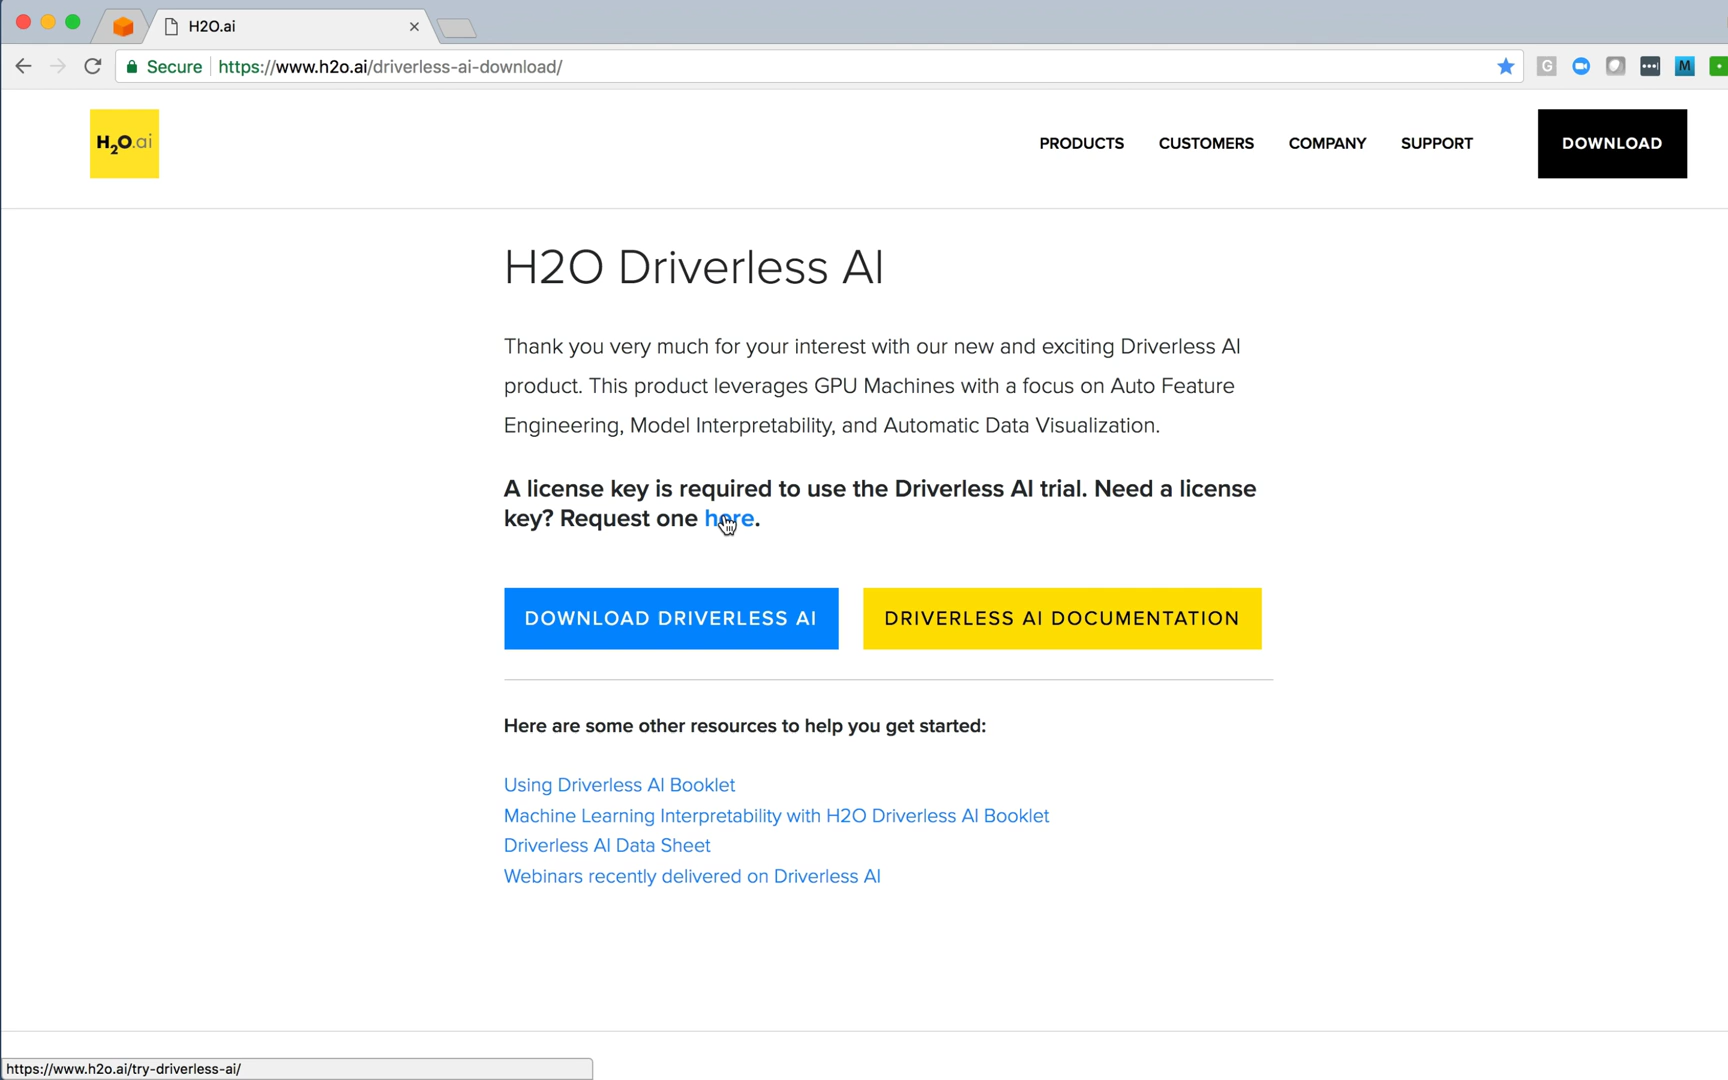 H2O.ai
Secure
https://www.h2o.ai/driverless-ai-download/
G
M
H2O.ai
PRODUCTS
CUSTOMERS
COMPANY
SUPPORT
DOWNLOAD
H2O Driverless AI
Thank you very much for your interest with our new and exciting Driverless AI
product. This product leverages GPU Machines with a focus on Auto Feature
Engineering, Model Interpretability, and Automatic Data Visualization.
A license key is required to use the Driverless AI trial. Need a license
key? Request one here.
DOWNLOAD DRIVERLESS AI
DRIVERLESS AI DOCUMENTATION
Here are some other resources to help you get started:
Using Driverless AI Booklet
Machine Learning Interpretability with H2O Driverless AI Booklet
Driverless AI Data Sheet
Webinars recently delivered on Driverless AI
https://www.h2o.ai/try-driverless-ai/